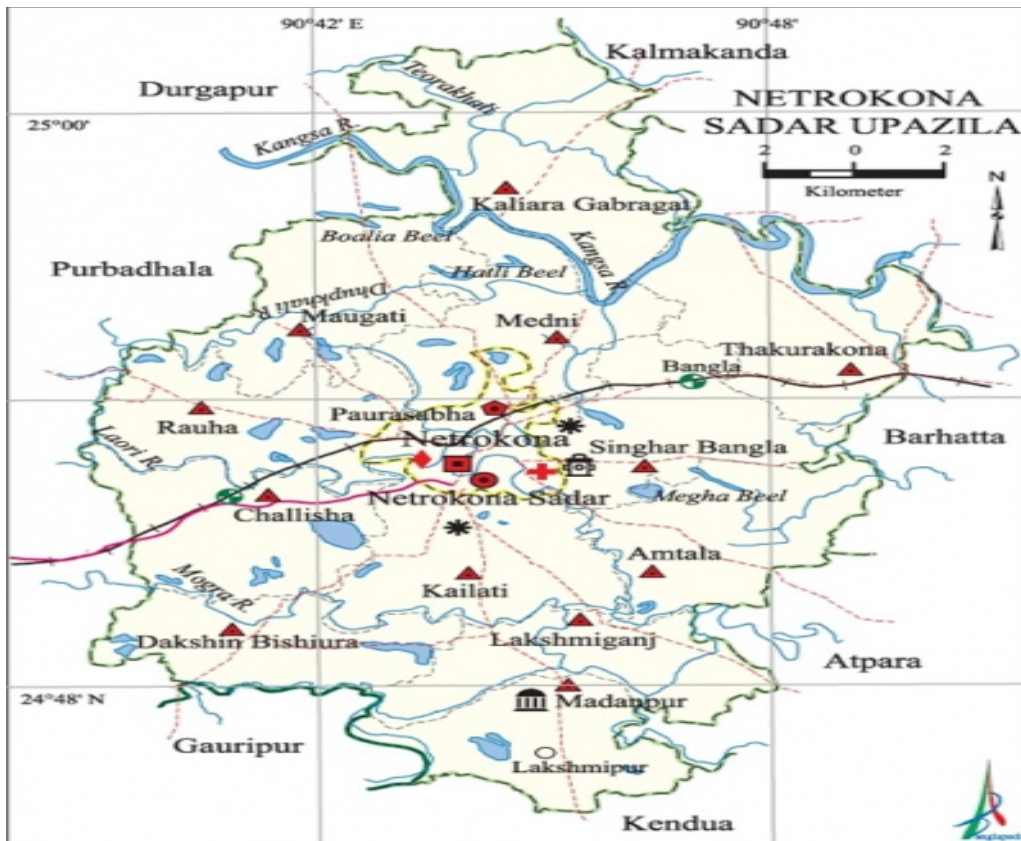 90°42' E
90°48'
Kalmakanda
Durgapur
Teorakhali
NETROKONA
SADAR UPAZILA
25°00'
Kangsa R.
2 0 2
Kilometer
N
Kaliara Gabragat
Boalia Beel
Kangsa R.
Purbadhala
Hatli Beel
Dhuphali R.
Maugati
Medni
Thakurakona
Bangla
Paurasabha
Rauha
Netrokona
Singhar Bangla
Barhatta
Laori R.
Netrokona Sadar
Megha Beel
Challisha
Amtala
Mogra R.
Kailati
Dakshin Bishiura
Lakshmiganj
Atpara
24°48' N
Madanpur
Gauripur
Lakshmipur
Kendua